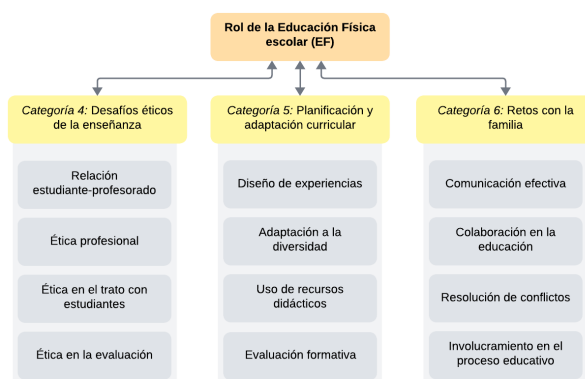 Rol de la Educación Física
escolar (EF)
Categoría 4: Desafíos éticos
de la enseñanza
Relación
estudiante-profesorado
Ética profesional
Ética en el trato con
estudiantes
Ética en la evaluación
Categoría 5: Planificación y
adaptación curricular
Diseño de experiencias
Adaptación a la
diversidad
Uso de recursos
didácticos
Evaluación formativa
Categoría 6: Retos con la
familia
Comunicación efectiva
Colaboración en la
educación
Resolución de conflictos
Involucramiento en el
proceso educativo